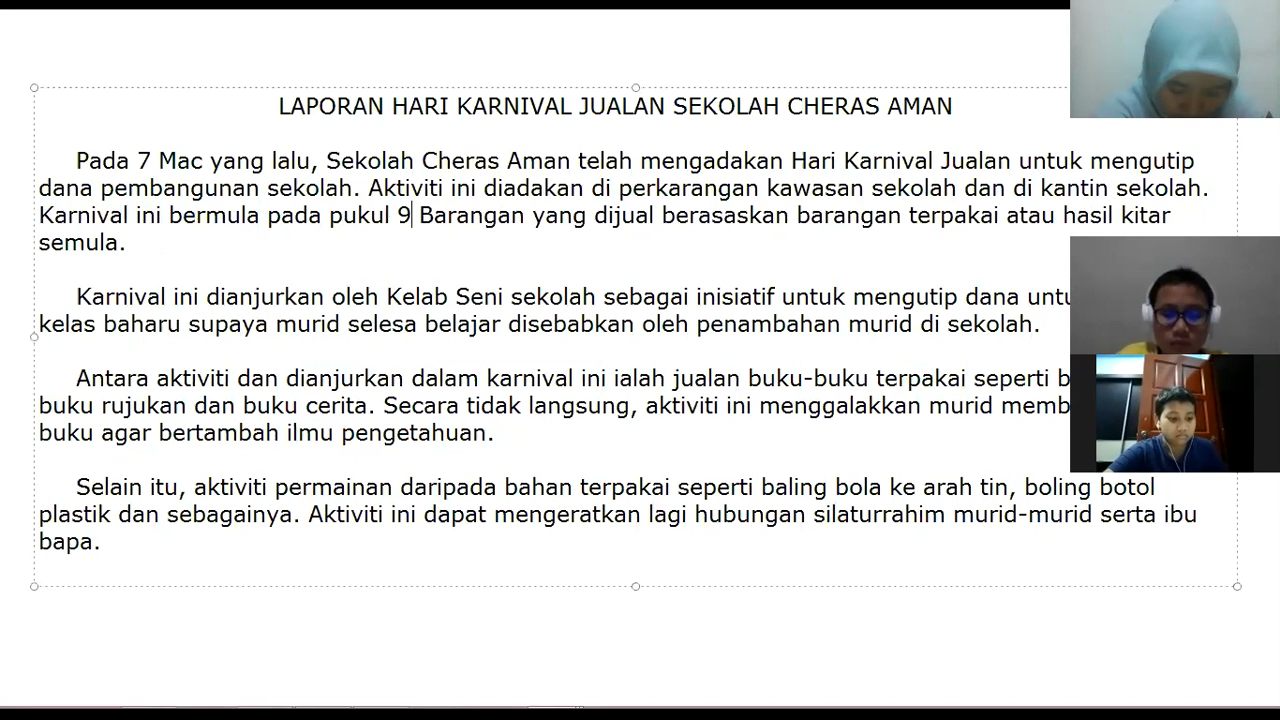 LAPORAN HARI KARNIVAL JUALAN SEKOLAH CHERAS AMAN
Pada 7 Mac yang lalu, Sekolah Cheras Aman telah mengadakan Hari Karnival Jualan untuk mengutip
dana pembangunan sekolah. Aktiviti ini diadakan di perkarangan kawasan sekolah dan di kantin sekolah.
Karnival ini bermula pada pukul 9 Barangan yang dijual berasaskan barangan terpakai atau hasil kitar
semula.
Karnival ini dianjurkan oleh Kelab Seni sekolah sebagai inisiatif untuk mengutip dana
kelas baharu supaya murid selesa belajar disebabkan oleh penambahan murid di sekolah.
Antara aktiviti dan dianjurkan dalam karnival ini ialah jualan buku-buku terpakai seperti
buku rujukan dan buku cerita. Secara tidak langsung, aktiviti ini menggalakkan murid
buku agar bertambah ilmu pengetahuan.
Selain itu, aktiviti permainan daripada bahan terpakai seperti baling bola ke arah tin, boling botol
plastik dan sebagainya. Aktiviti ini dapat mengeratkan lagi hubungan silaturrahim murid-murid serta ibu
bapa.